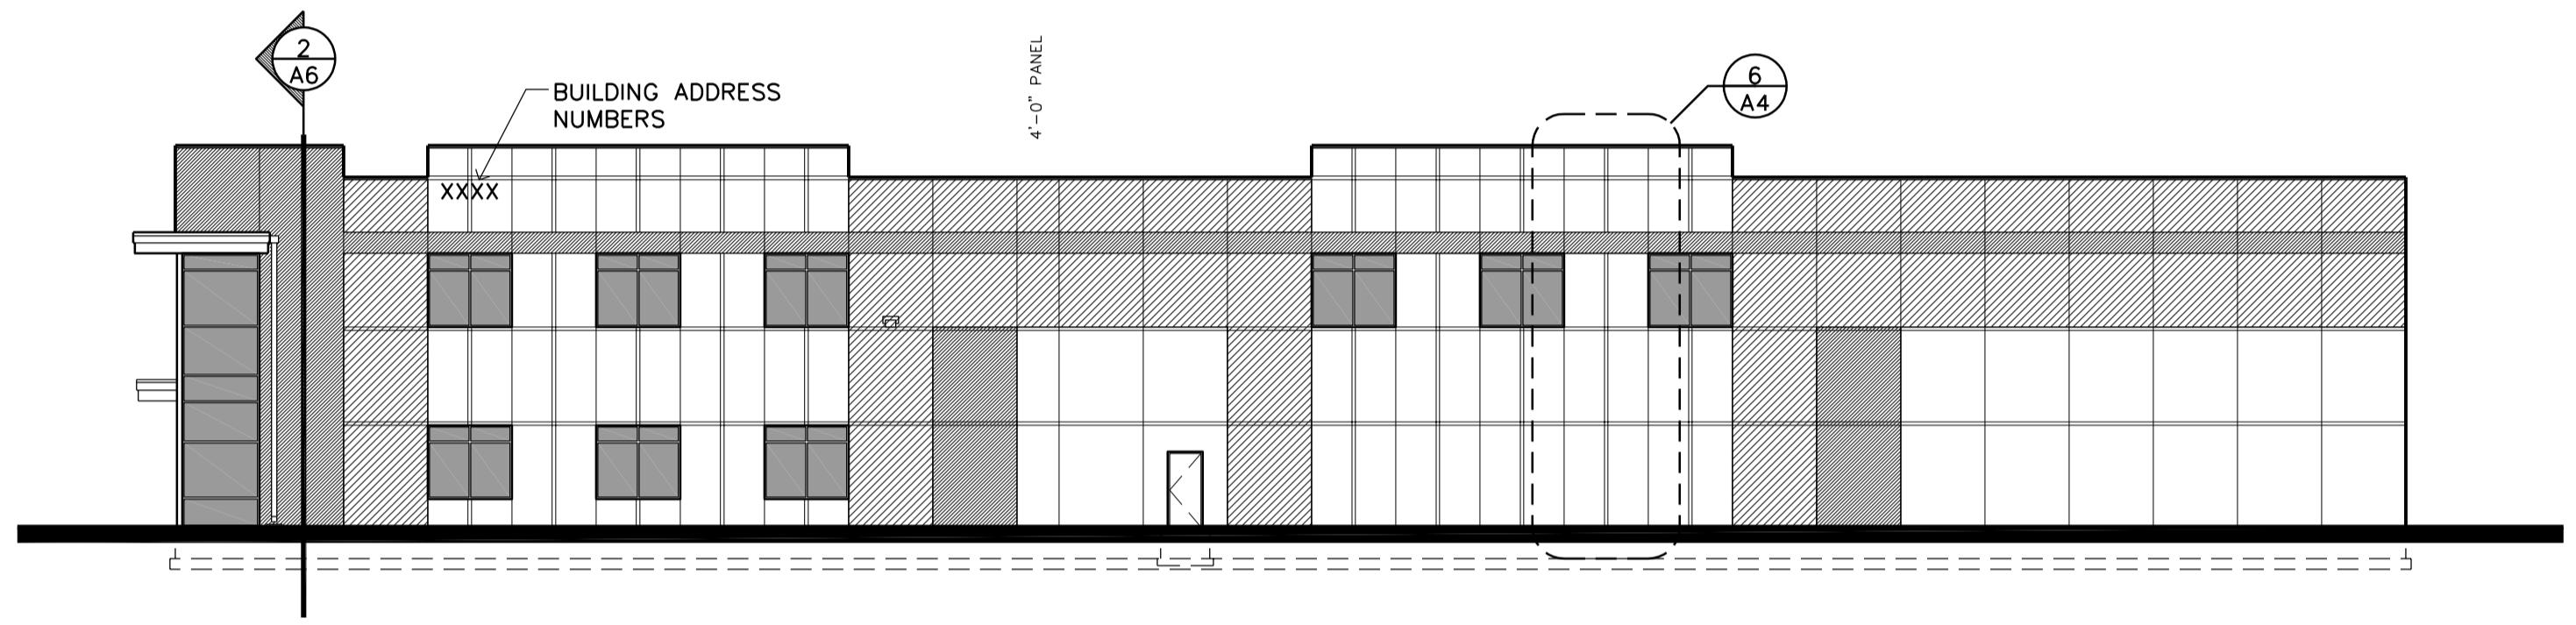 2
A6
BUILDING ADDRESS
NUMBERS
4'-0" PANEL
6
A4
XXXX